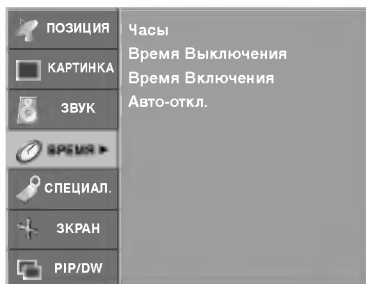 ПОЗИЦИЯ
КАРТИНКА
ЗВУК
ВРЕМЯ
СПЕЦИАЛ.
ЗКРАН
PIP/DW
Часы
Время Выключения
Время Включения
Авто-откл.